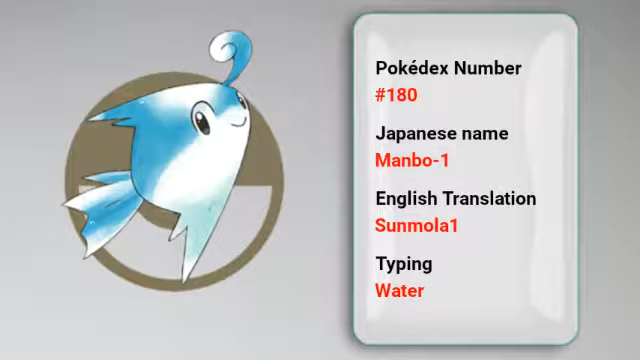 Pokédex Number
#180
Japanese name
Manbo-1
English Translation
Sunmola1
Typing
Water